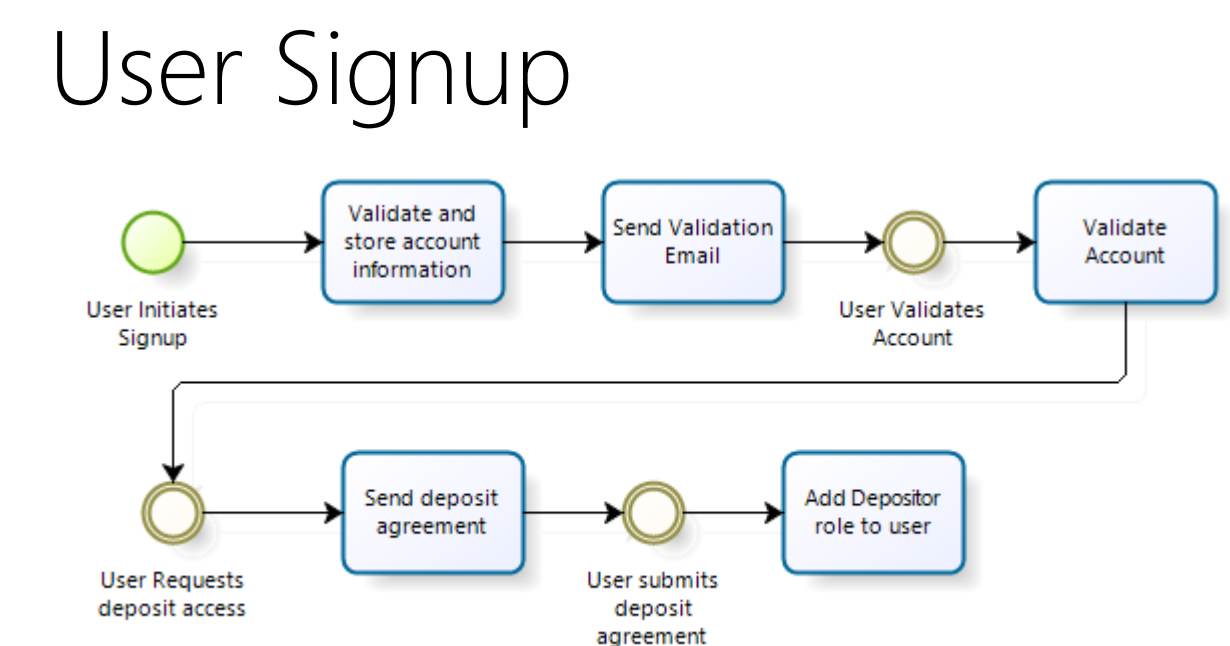 User Signup
Validate and
store account
information
Send Validation
Email
Validate
Account
User Initiates
Signup
User Validates
Account
Send deposit
agreement
Add Depositor
role to user
User Requests
deposit access
User submits
deposit
agreement